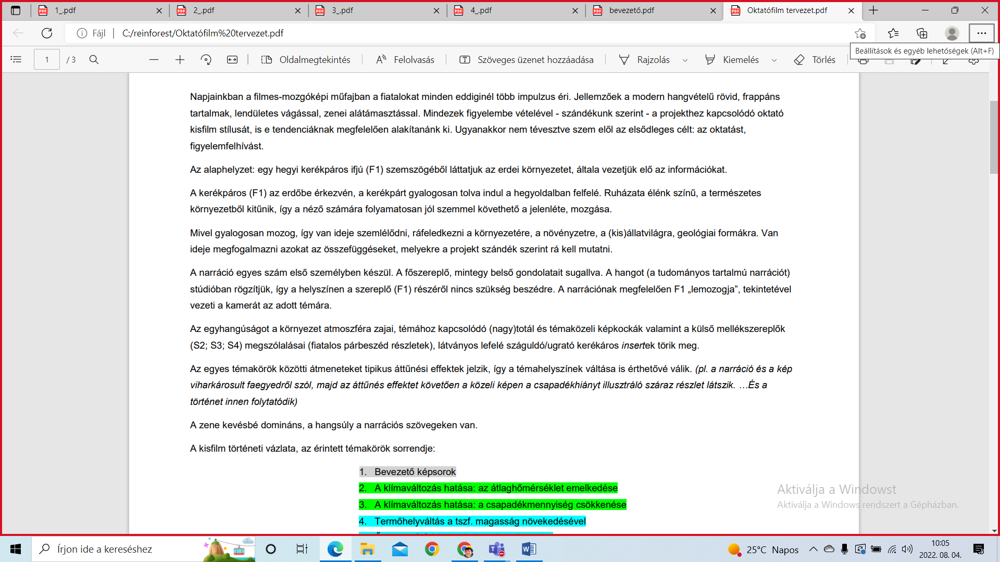 1_.pdf
2_.pdf
3_.pdf
4_.pdf
bevezető.pdf
Oktatófilm tervezet.pdf
Fájl
C:/reinforest/Oktatófilm%20tervezet.pdf
Beállítások és egyéb lehetőségek (Alt+F)
1 / 3
Oldalmegtekintés
Felolvasás
Szöveges üzenet hozzáadása
Rajzolás
Kiemelés
Törlés
Napjainkban a filmes-mozgóképi műfajban a fiatalokat minden eddiginél több impulzus éri. Jellemzőek a modern hangvételű rövid, frappáns
tartalmak, lendületes vágással, zenei alátámasztással. Mindezek figyelembe vételével - szándékunk szerint - a projekthez kapcsolódó oktató
kisfilm stílusát, is e tendenciáknak megfelelően alakítanánk ki. Ugyanakkor nem tévesztve szem elől az elsődleges célt: az oktatást,
figyelemfelhívást.
Az alaphelyzet: egy hegyi kerékpáros ifjú (F1) szemszögéből láttatjuk az erdei környezetet, általa vezetjük elő az információkat.
A kerékpáros (F1) az erdőbe érkezvén, a kerékpárt gyalogosan tolva indul a hegyoldalban felfelé. Ruházata élénk színű, a természetes
környezetből kitűnik, így a néző számára folyamatosan jól szemmel követhető a jelenléte, mozgása.
Mivel gyalogosan mozog, így van ideje szemlélődni, ráfeledkezni a környezetére, a növényzetre, a (kis)állatvilágra, geológiai formákra. Van
ideje megfogalmazni azokat az összefüggéseket, melyekre a projekt szándék szerint rá kell mutatni.
A narráció egyes szám első személyben készül. A főszereplő, mintegy belső gondolatait sugallva. A hangot (a tudományos tartalmú narrációt)
stúdióban rögzítjük, így a helyszínen a szereplő (F1) részéről nincs szükség beszédre. A narrációnak megfelelően F1 „lemozogja”, tekintetével
vezeti a kamerát az adott témára.
Az egyhangúságot a környezet atmoszféra zajai, témához kapcsolódó (nagy)totál és témaközeli képkockák valamint a külső mellékszereplők
(S2; S3; S4) megszólalásai (fiatalos párbeszéd részletek), látványos lefelé száguldó/ugrató kerékáros insertek törik meg.
Az egyes témakörök közötti átmeneteket tipikus áttűnési effektek jelzik, így a témahelyszínek váltása is érthetővé válik. (pl. a narráció és a kép
viharkárosult faegyedről szól, majd az áttűnés effektet követően a közeli képen a csapadékhiányt illusztráló száraz részlet látszik. …És a
történet innen folytatódik)
A zene kevésbé domináns, a hangsúly a narrációs szövegeken van.
A kisfilm történeti vázlata, az érintett témakörök sorrendje:
1. Bevezető képsorok
2. A klímaváltozás hatása: az átlaghőmérséklet emelkedése
3. A klímaváltozás hatása: a csapadékmennyiség csökkenése
4. Termőhelyváltás a tszf. magasság növekedésével
Aktiválja a Windowst
Aktiválja a Windows rendszert a Gépházban.
Írjon ide a kereséshez
25°C Napos
10:05
2022. 08. 04.